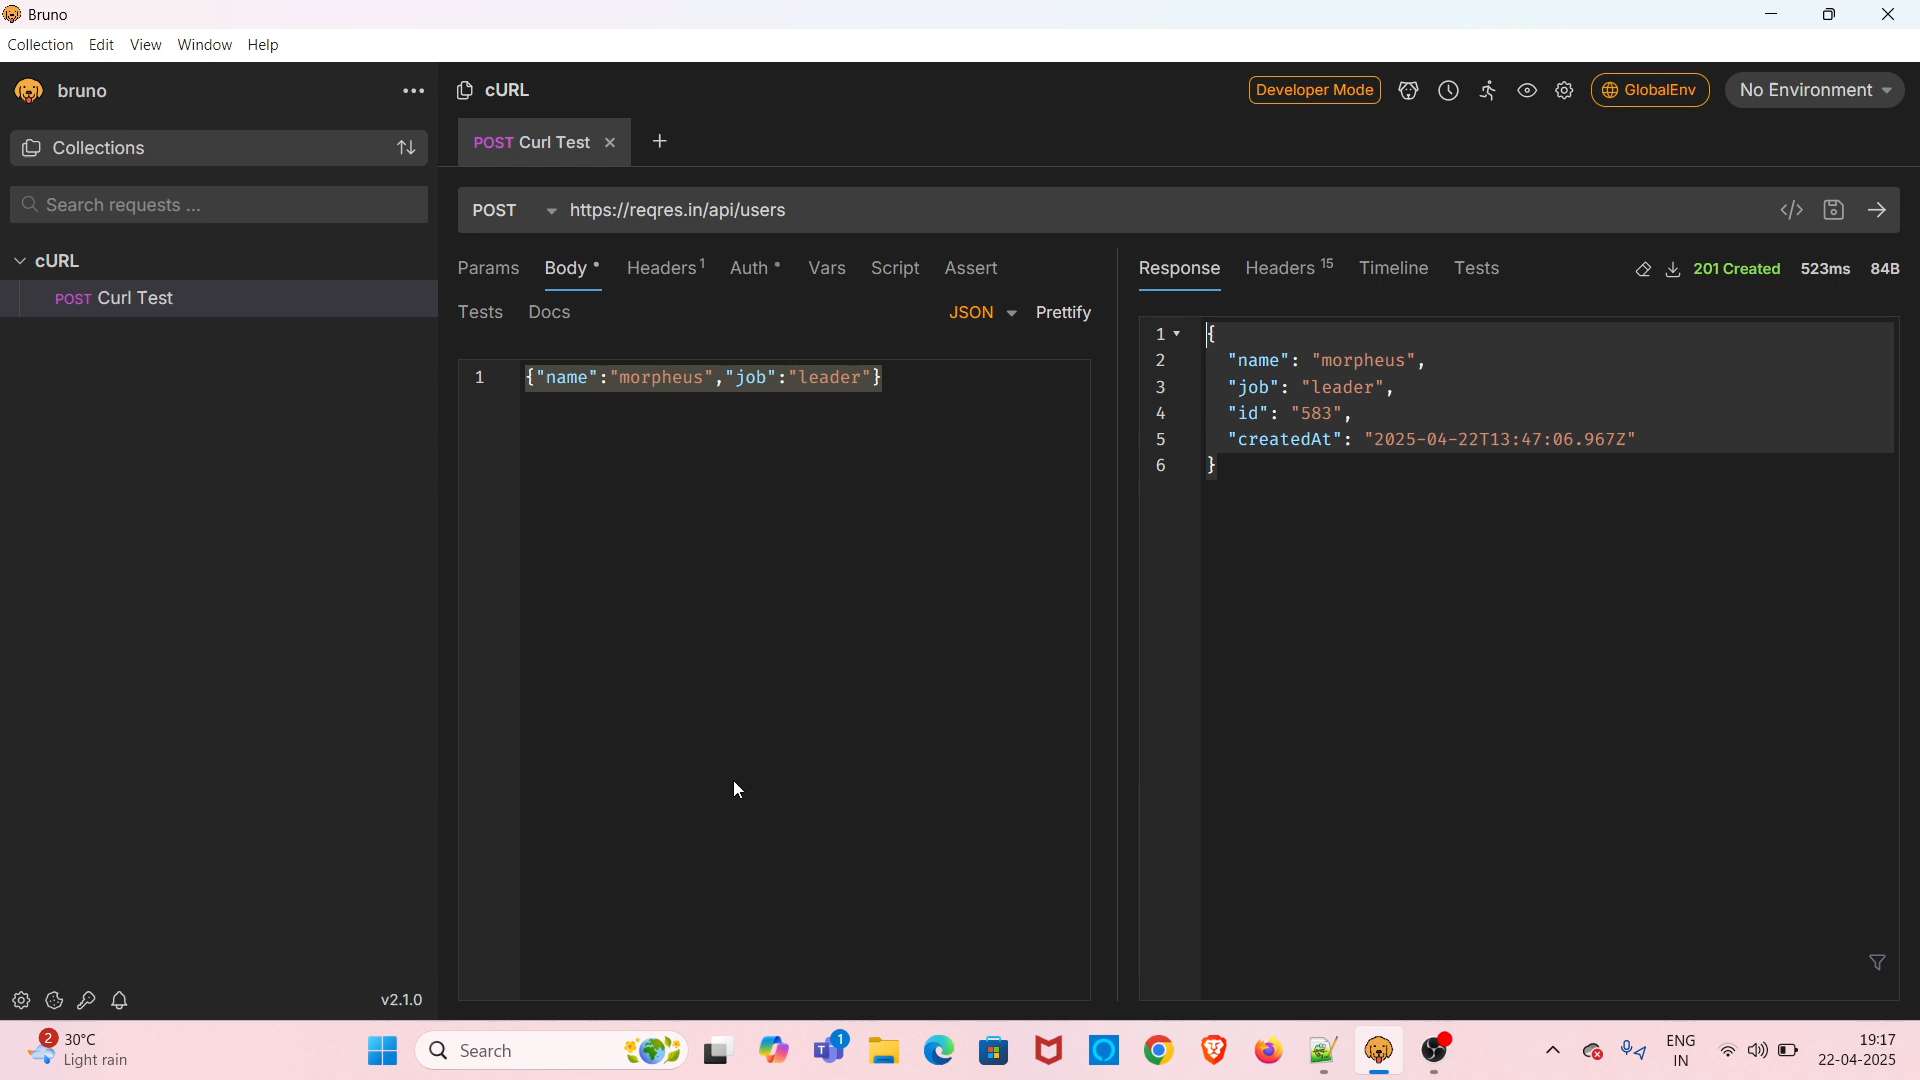 Bruno
Collection Edit View Window Help
bruno
cURL
Developer Mode
GlobalEnv
No Environment
Collections
POST Curl Test
Search requests ...
POST https://reqres.in/api/users
cURL
POST Curl Test
Params Body Headers 1 Auth Vars Script Assert
Tests Docs
JSON Prettify
1 {"name":"morpheus","job":"leader"}
Response Headers 15 Timeline Tests
201 Created 523ms 84B
1 {
2 "name": "morpheus",
3 "job": "leader",
4 "id": "583",
5 "createdAt": "2025-04-22T13:47:06.967Z"
6 }
v2.1.0
2
30°C
Light rain
Search
1
ENG
IN
19:17
22-04-2025